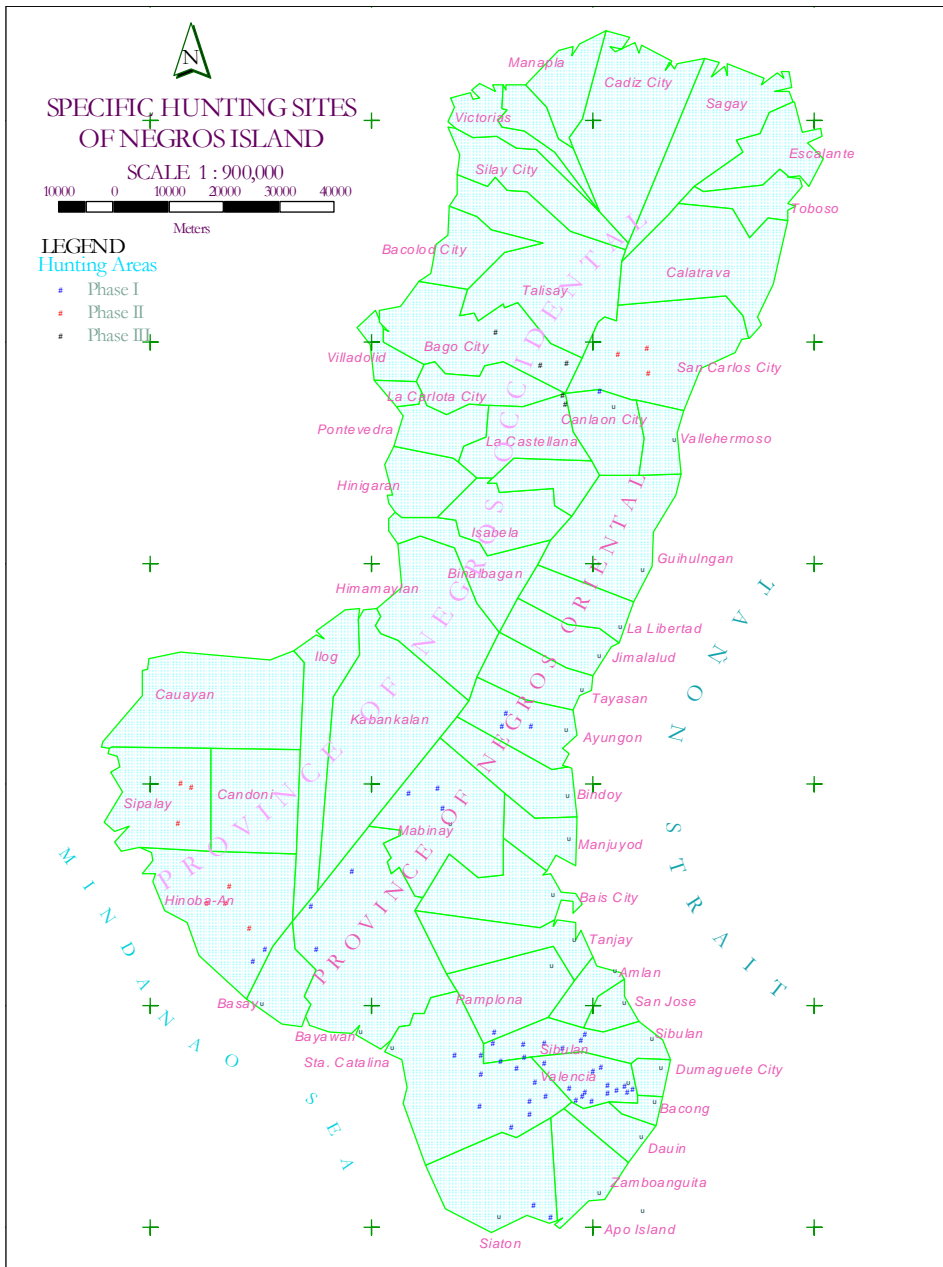 N
SPECIFIC HUNTING SITES
OF NEGROS ISLAND
SCALE 1 : 900,000
10000 0 10000 20000 30000 40000
Meters
LEGEND
Hunting Areas
# Phase I
# Phase II
# Phase III
Manapla
Cadiz City
Sagay
Victorias
Escalante
Silay City
Toboso
Bacolod City
Calatrava
Talisay
Bago City
Villadolid
San Carlos City
La Carlota City
Canlaon City
Pontevedra
La Castellana
Vallehermoso
Hinigaran
Isabela
Guihulngan
Binalbagan
Himamaylan
La Libertad
Ilog
Jimalalud
Cauayan
Tayasan
Kabankalan
Ayungon
Sipalay
Candoni
Bindoy
Mabinay
Manjuyod
Hinoba-An
Bais City
Tanjay
Amlan
Basay
Pamplona
San Jose
Bayawan
Sibulan
Sta. Catalina
Sibulan
Valencia
Dumaguete City
Bacong
Dauin
Zamboanguita
Siaton
Apo Island
PROVINCE OF NEGROS OCCIDENTAL
PROVINCE OF NEGROS ORIENTAL
TAÑON STRAIT
MINDANAO SEA